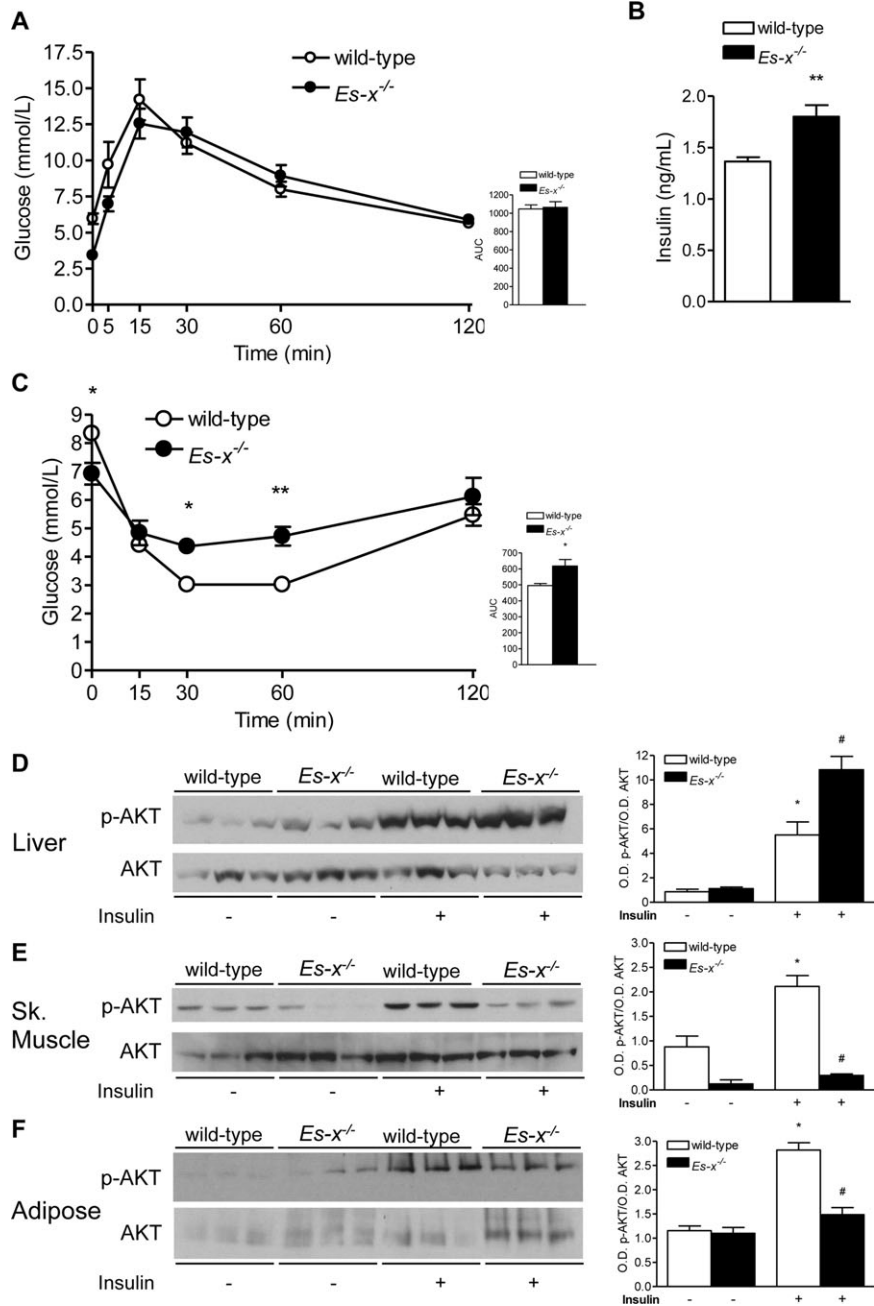 A
17.5
15.0
12.5
10.0
7.5
5.0
2.5
0.0
Glucose (mmol/L)
wild-type
Es-x-/-
0 5 15 30 60 120
Time (min)
wild-type
Es-x-/-
1200
1000
800
600
400
200
0
AUC
B
wild-type
Es-x-/-
**
2.0
1.5
1.0
0.5
0.0
Insulin (ng/mL)
C
*
wild-type
Es-x-/-
9
8
7
6
5
4
3
2
1
0
Glucose (mmol/L)
* **
0 15 30 60 120
Time (min)
wild-type
Es-x-/-
*
700
600
500
400
300
200
100
0
AUC
D
wild-type Es-x-/- wild-type Es-x-/-
Liver
p-AKT
AKT
Insulin - - + +
wild-type
Es-x-/-
12
10
8
6
4
2
0
O.D. p-AKT/O.D. AKT
* #
Insulin - - + +
E
wild-type Es-x-/- wild-type Es-x-/-
Sk.
Muscle
p-AKT
AKT
Insulin - - + +
wild-type
Es-x-/-
3.0
2.5
2.0
1.5
1.0
0.5
0.0
O.D. p-AKT/O.D. AKT
* #
Insulin - - + +
F
wild-type Es-x-/- wild-type Es-x-/-
Adipose
p-AKT
AKT
Insulin - - + +
wild-type
Es-x-/-
3.5
3.0
2.5
2.0
1.5
1.0
0.5
0.0
O.D. p-AKT/O.D. AKT
* #
Insulin - - + +